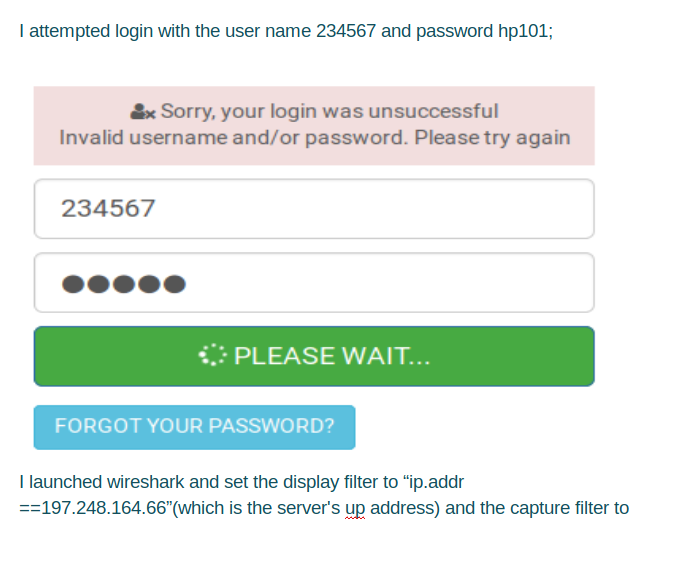 I attempted login with the user name 234567 and password hp101;
Sorry, your login was unsuccessful
Invalid username and/or password. Please try again
234567
●●●●●
PLEASE WAIT...
FORGOT YOUR PASSWORD?
I launched wireshark and set the display filter to “ip.addr
==197.248.164.66”(which is the server's up address) and the capture filter to